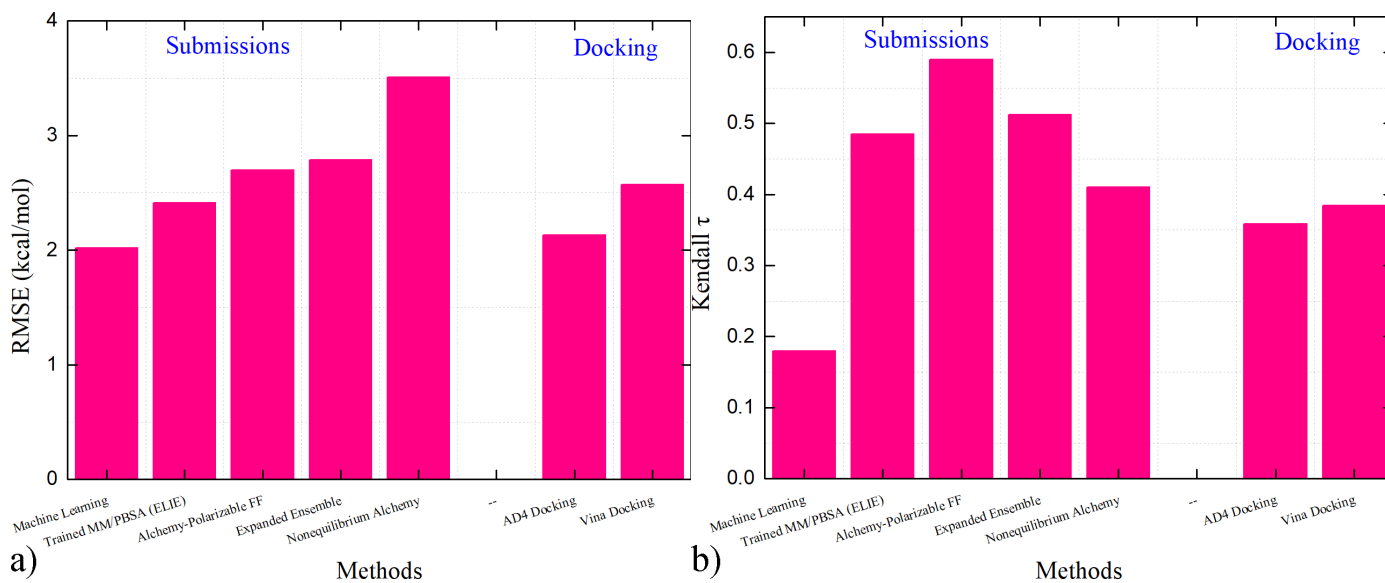 4
3
2
1
0
RMSE (kcal/mol)
Submissions
Docking
Machine Learning
Trained MM/PBSA (ELIE)
Alchemy-Polarizable FF
Expanded Ensemble
Nonequilibrium Alchemy
--
AD4 Docking
Vina Docking
a)
Methods
0.6
0.5
0.4
0.3
0.2
0.1
0.0
Kendall τ
Submissions
Docking
Machine Learning
Trained MM/PBSA (ELIE)
Alchemy-Polarizable FF
Expanded Ensemble
Nonequilibrium Alchemy
--
AD4 Docking
Vina Docking
b)
Methods